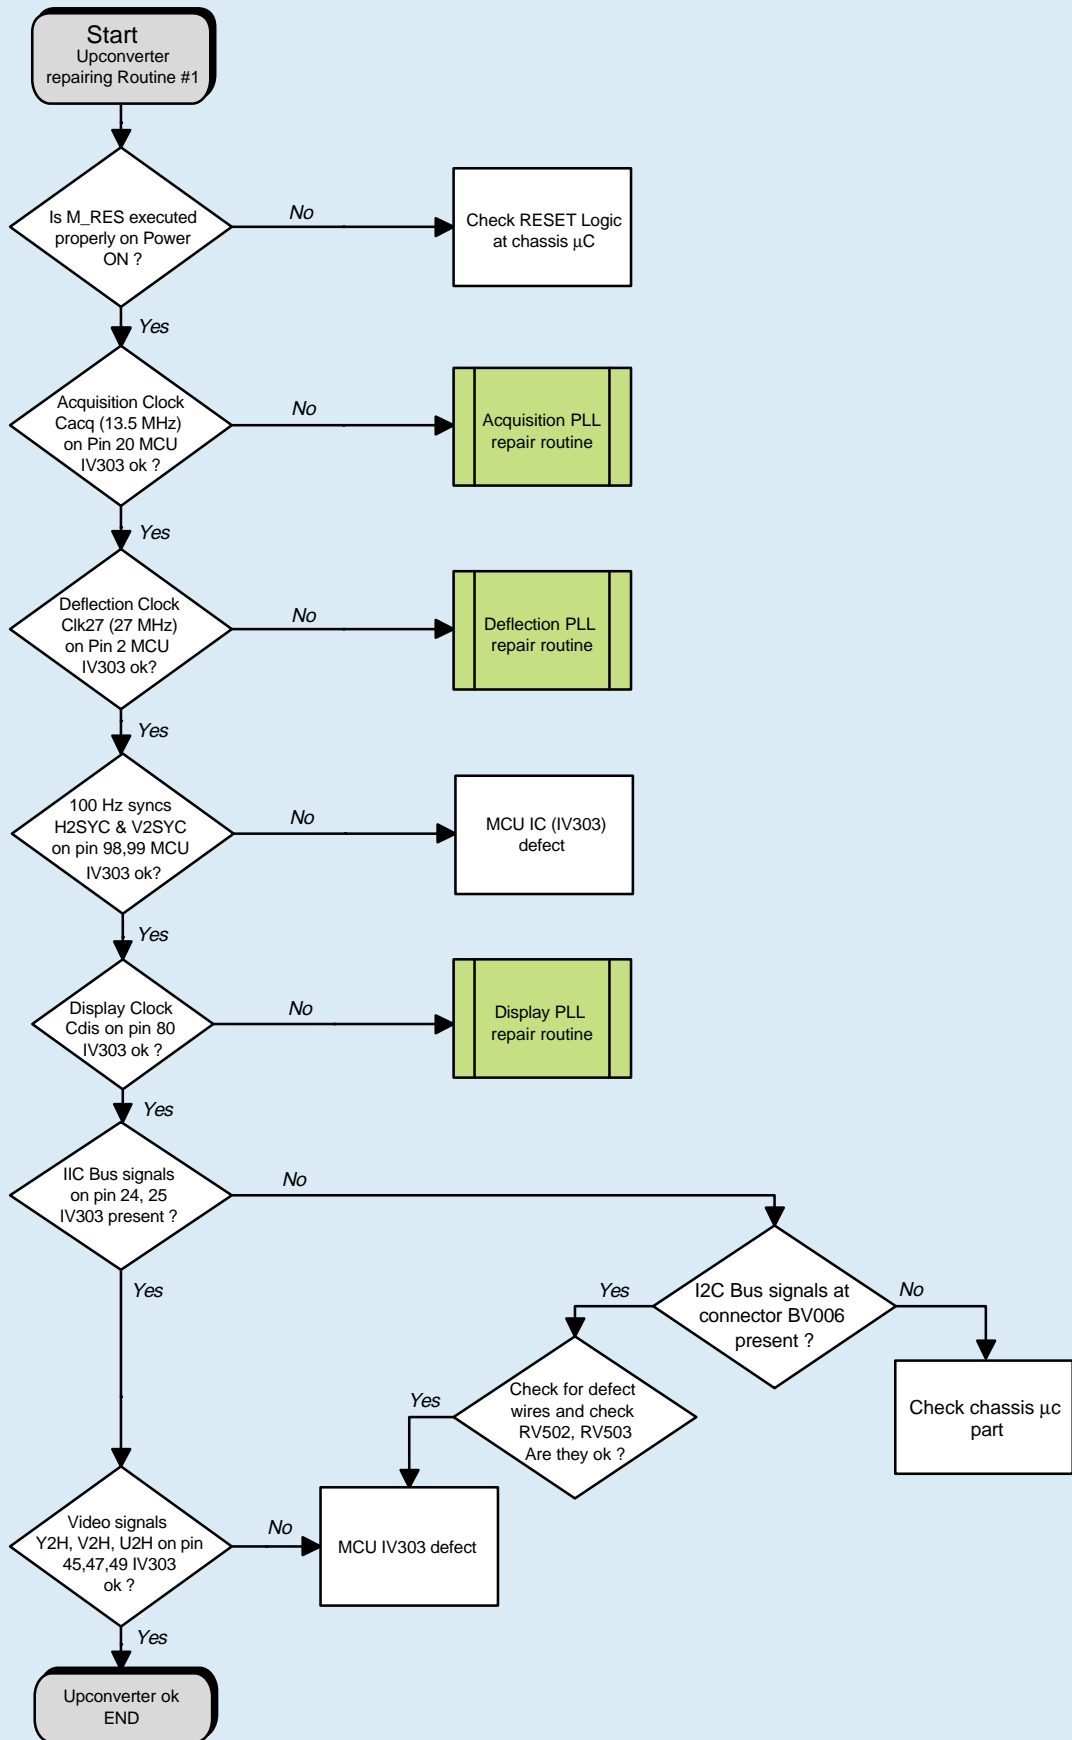 Start
Upconverter
repairing Routine #1
Is M_RES executed
properly on Power
ON ?
No
Check RESET Logic
at chassis µC
Yes
Acquisition Clock
Cacq (13.5 MHz)
on Pin 20 MCU
IV303 ok ?
No
Acquisition PLL
repair routine
Yes
Deflection Clock
Clk27 (27 MHz)
on Pin 2 MCU
IV303 ok?
No
Deflection PLL
repair routine
Yes
100 Hz syncs
H2SYC & V2SYC
on pin 98,99 MCU
IV303 ok?
No
MCU IC (IV303)
defect
Yes
Display Clock
Cdis on pin 80
IV303 ok ?
No
Display PLL
repair routine
Yes
IIC Bus signals
on pin 24, 25
IV303 present ?
No
Yes
I2C Bus signals at
connector BV006
present ?
Yes
No
Check for defect
wires and check
RV502, RV503
Are they ok ?
Yes
Check chassis µc
part
Video signals
Y2H, V2H, U2H on pin
45,47,49 IV303
ok ?
No
MCU IV303 defect
Yes
Upconverter ok
END